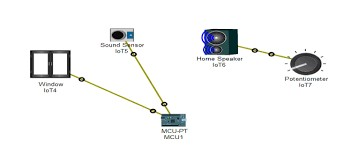 Sound Sensor
IoT5
Home Speaker
IoT6
Window
IoT4
Potentiometer
IoT7
MCU-PT
MCU1